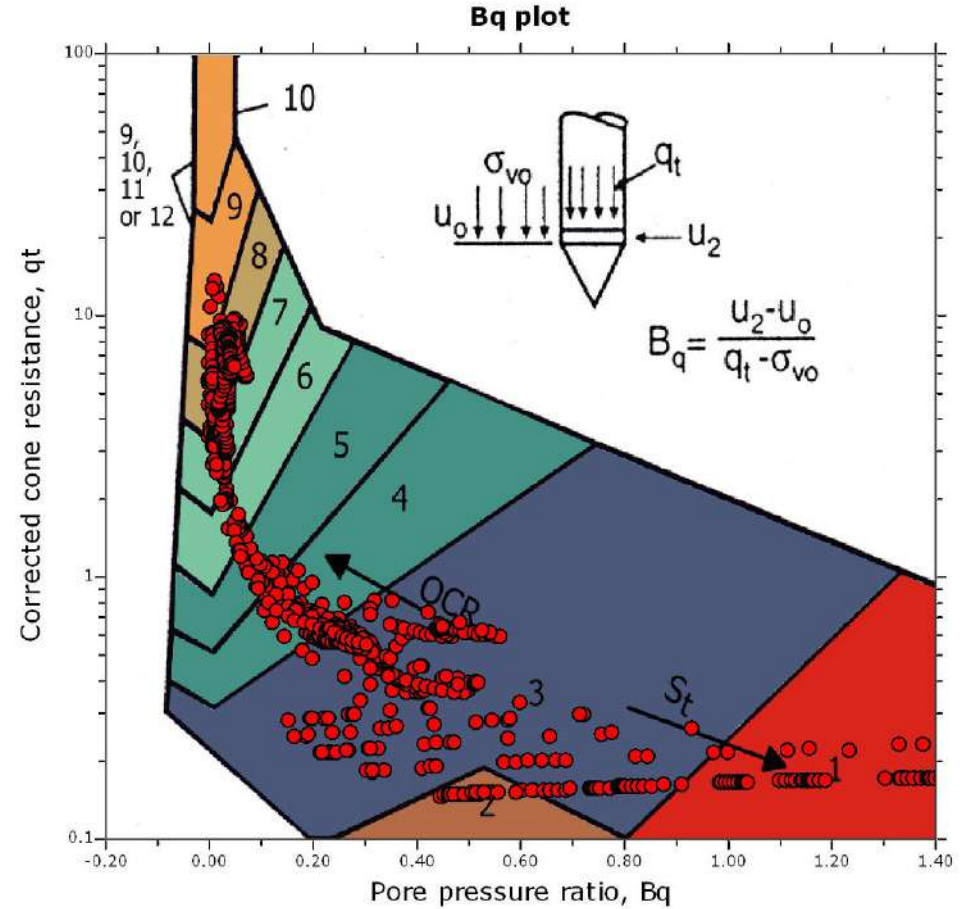 Bq plot
Corrected cone resistance, qt
100
10
1
0.1
10
9,
10,
11
or 12
9
8
7
6
5
4
3
2
1
σvo
uo
qt
u2
Bq= u2-uo
qt-σvo
OCR
St
-0.20 0.00 0.20 0.40 0.60 0.80 1.00 1.20 1.40
Pore pressure ratio, Bq